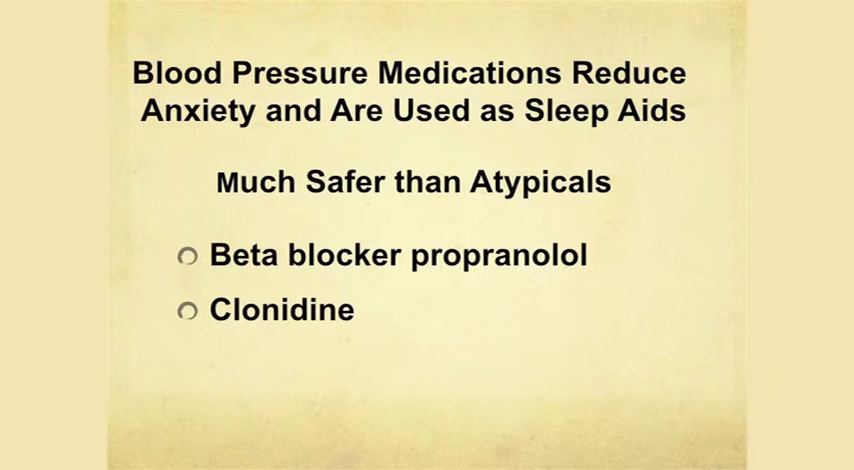 Blood Pressure Medications Reduce
Anxiety and Are Used as Sleep Aids
Much Safer than Atypicals
Beta blocker propranolol
Clonidine